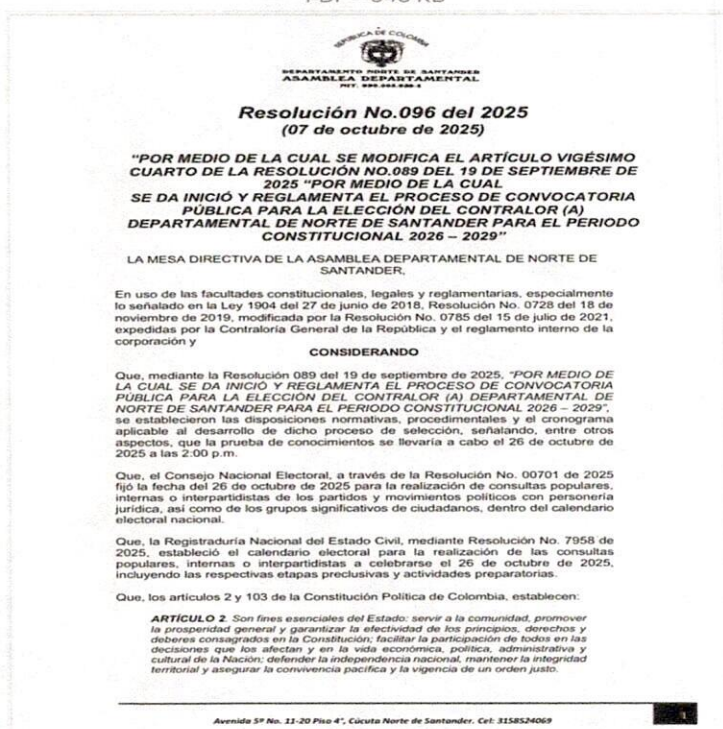 REPÚBLICA DE COLOMBIA
DEPARTAMENTO NORTE DE SANTANDER
ASAMBLEA DEPARTAMENTAL
Resolución No.096 del 2025
(07 de octubre de 2025)
"POR MEDIO DE LA CUAL SE MODIFICA EL ARTÍCULO VIGÉSIMO
CUARTO DE LA RESOLUCIÓN NO.089 DEL 19 DE SEPTIEMBRE DE
2025 "POR MEDIO DE LA CUAL
SE DA INICIÓ Y REGLAMENTA EL PROCESO DE CONVOCATORIA
PÚBLICA PARA LA ELECCIÓN DEL CONTRALOR (A)
DEPARTAMENTAL DE NORTE DE SANTANDER PARA EL PERIODO
CONSTITUCIONAL 2026 – 2029"
LA MESA DIRECTIVA DE LA ASAMBLEA DEPARTAMENTAL DE NORTE DE
SANTANDER,
En uso de las facultades constitucionales, legales y reglamentarias, especialmente
lo señalado en la Ley 1904 del 27 de junio de 2018, Resolución No. 0728 del 18 de
noviembre de 2019, modificada por la Resolución No. 0785 del 15 de julio de 2021,
expedidas por la Contraloría General de la República y el reglamento interno de la
corporación y
CONSIDERANDO
Que, mediante la Resolución 089 del 19 de septiembre de 2025, "POR MEDIO DE
LA CUAL SE DA INICIÓ Y REGLAMENTA EL PROCESO DE CONVOCATORIA
PÚBLICA PARA LA ELECCIÓN DEL CONTRALOR (A) DEPARTAMENTAL DE
NORTE DE SANTANDER PARA EL PERIODO CONSTITUCIONAL 2026 – 2029",
se establecieron las disposiciones normativas, procedimentales y el cronograma
aplicable al desarrollo de dicho proceso de selección, señalando, entre otros
aspectos, que la prueba de conocimientos se llevaría a cabo el 26 de octubre de
2025 a las 2:00 p.m.
Que, el Consejo Nacional Electoral, a través de la Resolución No. 00701 de 2025
fijó la fecha del 26 de octubre de 2025 para la realización de consultas populares,
internas o interpartidistas de los partidos y movimientos políticos con personería
jurídica, así como de los grupos significativos de ciudadanos, dentro del calendario
electoral nacional.
Que, la Registraduría Nacional del Estado Civil, mediante Resolución No. 7958 de
2025, estableció el calendario electoral para la realización de las consultas
populares, internas o interpartidistas a celebrarse el 26 de octubre de 2025,
incluyendo las respectivas etapas preclusivas y actividades preparatorias.
Que, los artículos 2 y 103 de la Constitución Política de Colombia, establecen:
ARTÍCULO 2. Son fines esenciales del Estado: servir a la comunidad, promover
la prosperidad general y garantizar la efectividad de los principios, derechos y
deberes consagrados en la Constitución; facilitar la participación de todos en las
decisiones que los afectan y en la vida económica, política, administrativa y
cultural de la Nación; defender la independencia nacional, mantener la integridad
territorial y asegurar la convivencia pacífica y la vigencia de un orden justo.
Avenida 5ª No. 11-20 Piso 4°, Cúcuta Norte de Santander. Cel: 3158524069
1